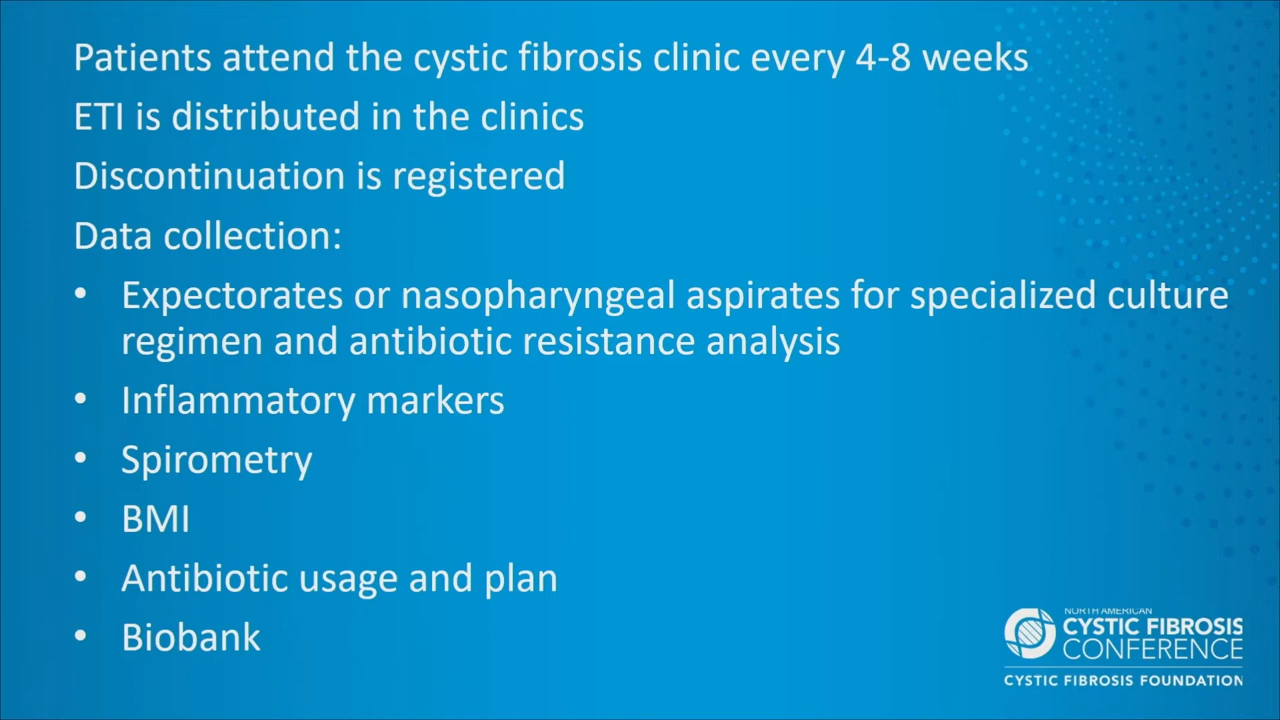 Patients attend the cystic fibrosis clinic every 4-8 weeks
ETI is distributed in the clinics
Discontinuation is registered
Data collection:
• Expectorates or nasopharyngeal aspirates for specialized culture
regimen and antibiotic resistance analysis
• Inflammatory markers
• Spirometry
• BMI
• Antibiotic usage and plan
• Biobank
NORTH AMERICAN
CYSTIC FIBROSIS
CONFERENCE
CYSTIC FIBROSIS FOUNDATION